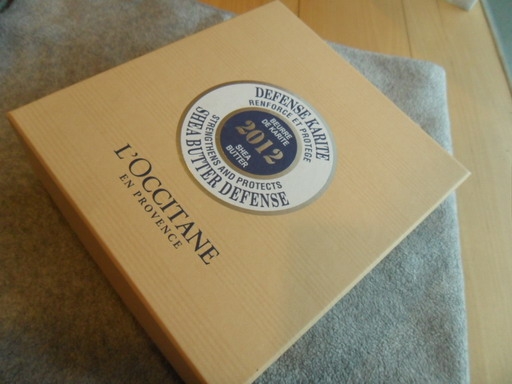 DEFENSE KARITE
RENFORCE ET PROTÈGE
BEURRE
DE KARITE
2012
SHEA
BUTTER
STRENGTHENS AND PROTECTS
SHEA BUTTER DEFENSE
L'OCCITANE
EN PROVENCE